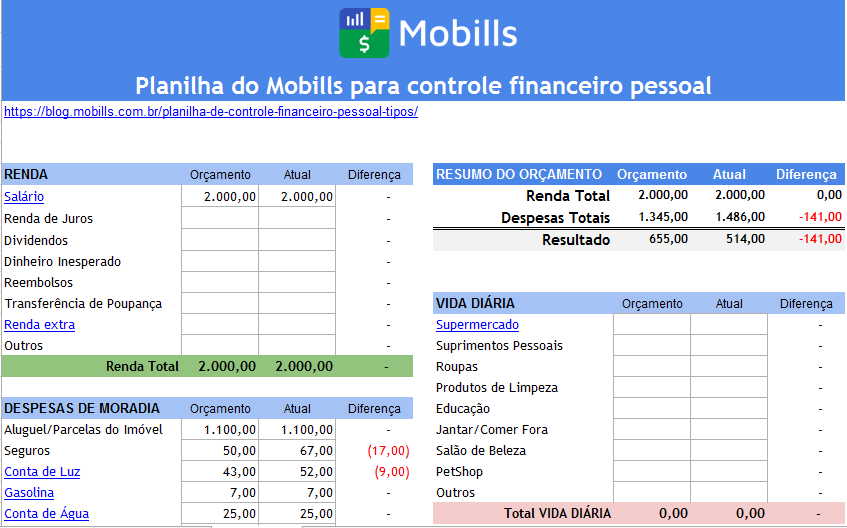 Mobills
Planilha do Mobills para controle financeiro pessoal
https://blog.mobills.com.br/planilha-de-controle-financeiro-pessoal-tipos/
RENDA Orçamento Atual Diferença
Salário 2.000,00 2.000,00 -
Renda de Juros -
Dividendos -
Dinheiro Inesperado -
Reembolsos -
Transferência de Poupança -
Renda extra -
Outros -
Renda Total 2.000,00 2.000,00 -
DESPESAS DE MORADIA Orçamento Atual Diferença
Aluguel/Parcelas do Imóvel 1.100,00 1.100,00 -
Seguros 50,00 67,00 (17,00)
Conta de Luz 43,00 52,00 (9,00)
Gasolina 7,00 7,00 -
Conta de Água 25,00 25,00 -
RESUMO DO ORÇAMENTO Orçamento Atual Diferença
Renda Total 2.000,00 2.000,00 0,00
Despesas Totais 1.345,00 1.486,00 -141,00
Resultado 655,00 514,00 -141,00
VIDA DIÁRIA Orçamento Atual Diferença
Supermercado -
Suprimentos Pessoais -
Roupas -
Produtos de Limpeza -
Educação -
Jantar/Comer Fora -
Salão de Beleza -
PetShop -
Outros -
Total VIDA DIÁRIA 0,00 0,00 -